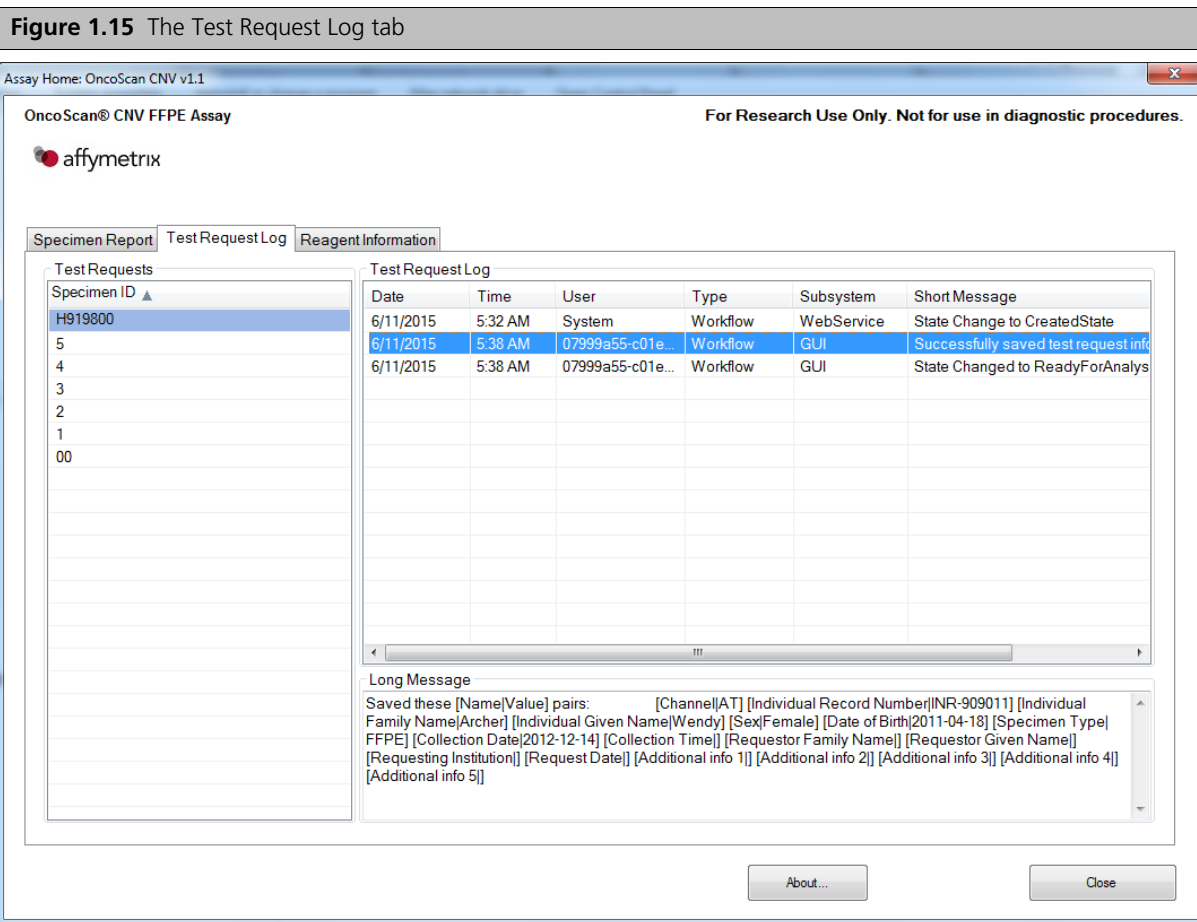 Figure 1.15 The Test Request Log tab
Assay Home: OncoScan CNV v1.1
x
OncoScan® CNV FFPE Assay
For Research Use Only. Not for use in diagnostic procedures.
affymetrix
Specimen Report Test Request Log Reagent Information
Test Requests
Specimen ID
H919800
5
4
3
2
1
00
Test Request Log
Date Time User Type Subsystem Short Message
6/11/2015 5:32 AM System Workflow WebService State Change to CreatedState
6/11/2015 5:38 AM 07999a55-c01e... Workflow GUI Successfully saved test request info
6/11/2015 5:38 AM 07999a55-c01e... Workflow GUI State Changed to ReadyForAnalys
Long Message
Saved these [Name|Value] pairs: [Channel|AT] [Individual Record Number|INR-909011] [Individual
Family Name|Archer] [Individual Given Name|Wendy] [Sex|Female] [Date of Birth|2011-04-18] [Specimen Type|
FFPE] [Collection Date|2012-12-14] [Collection Time|] [Requestor Family Name|] [Requestor Given Name|]
[Requesting Institution|] [Request Date|] [Additional info 1|] [Additional info 2|] [Additional info 3|] [Additional info 4|]
[Additional info 5|]
About...
Close